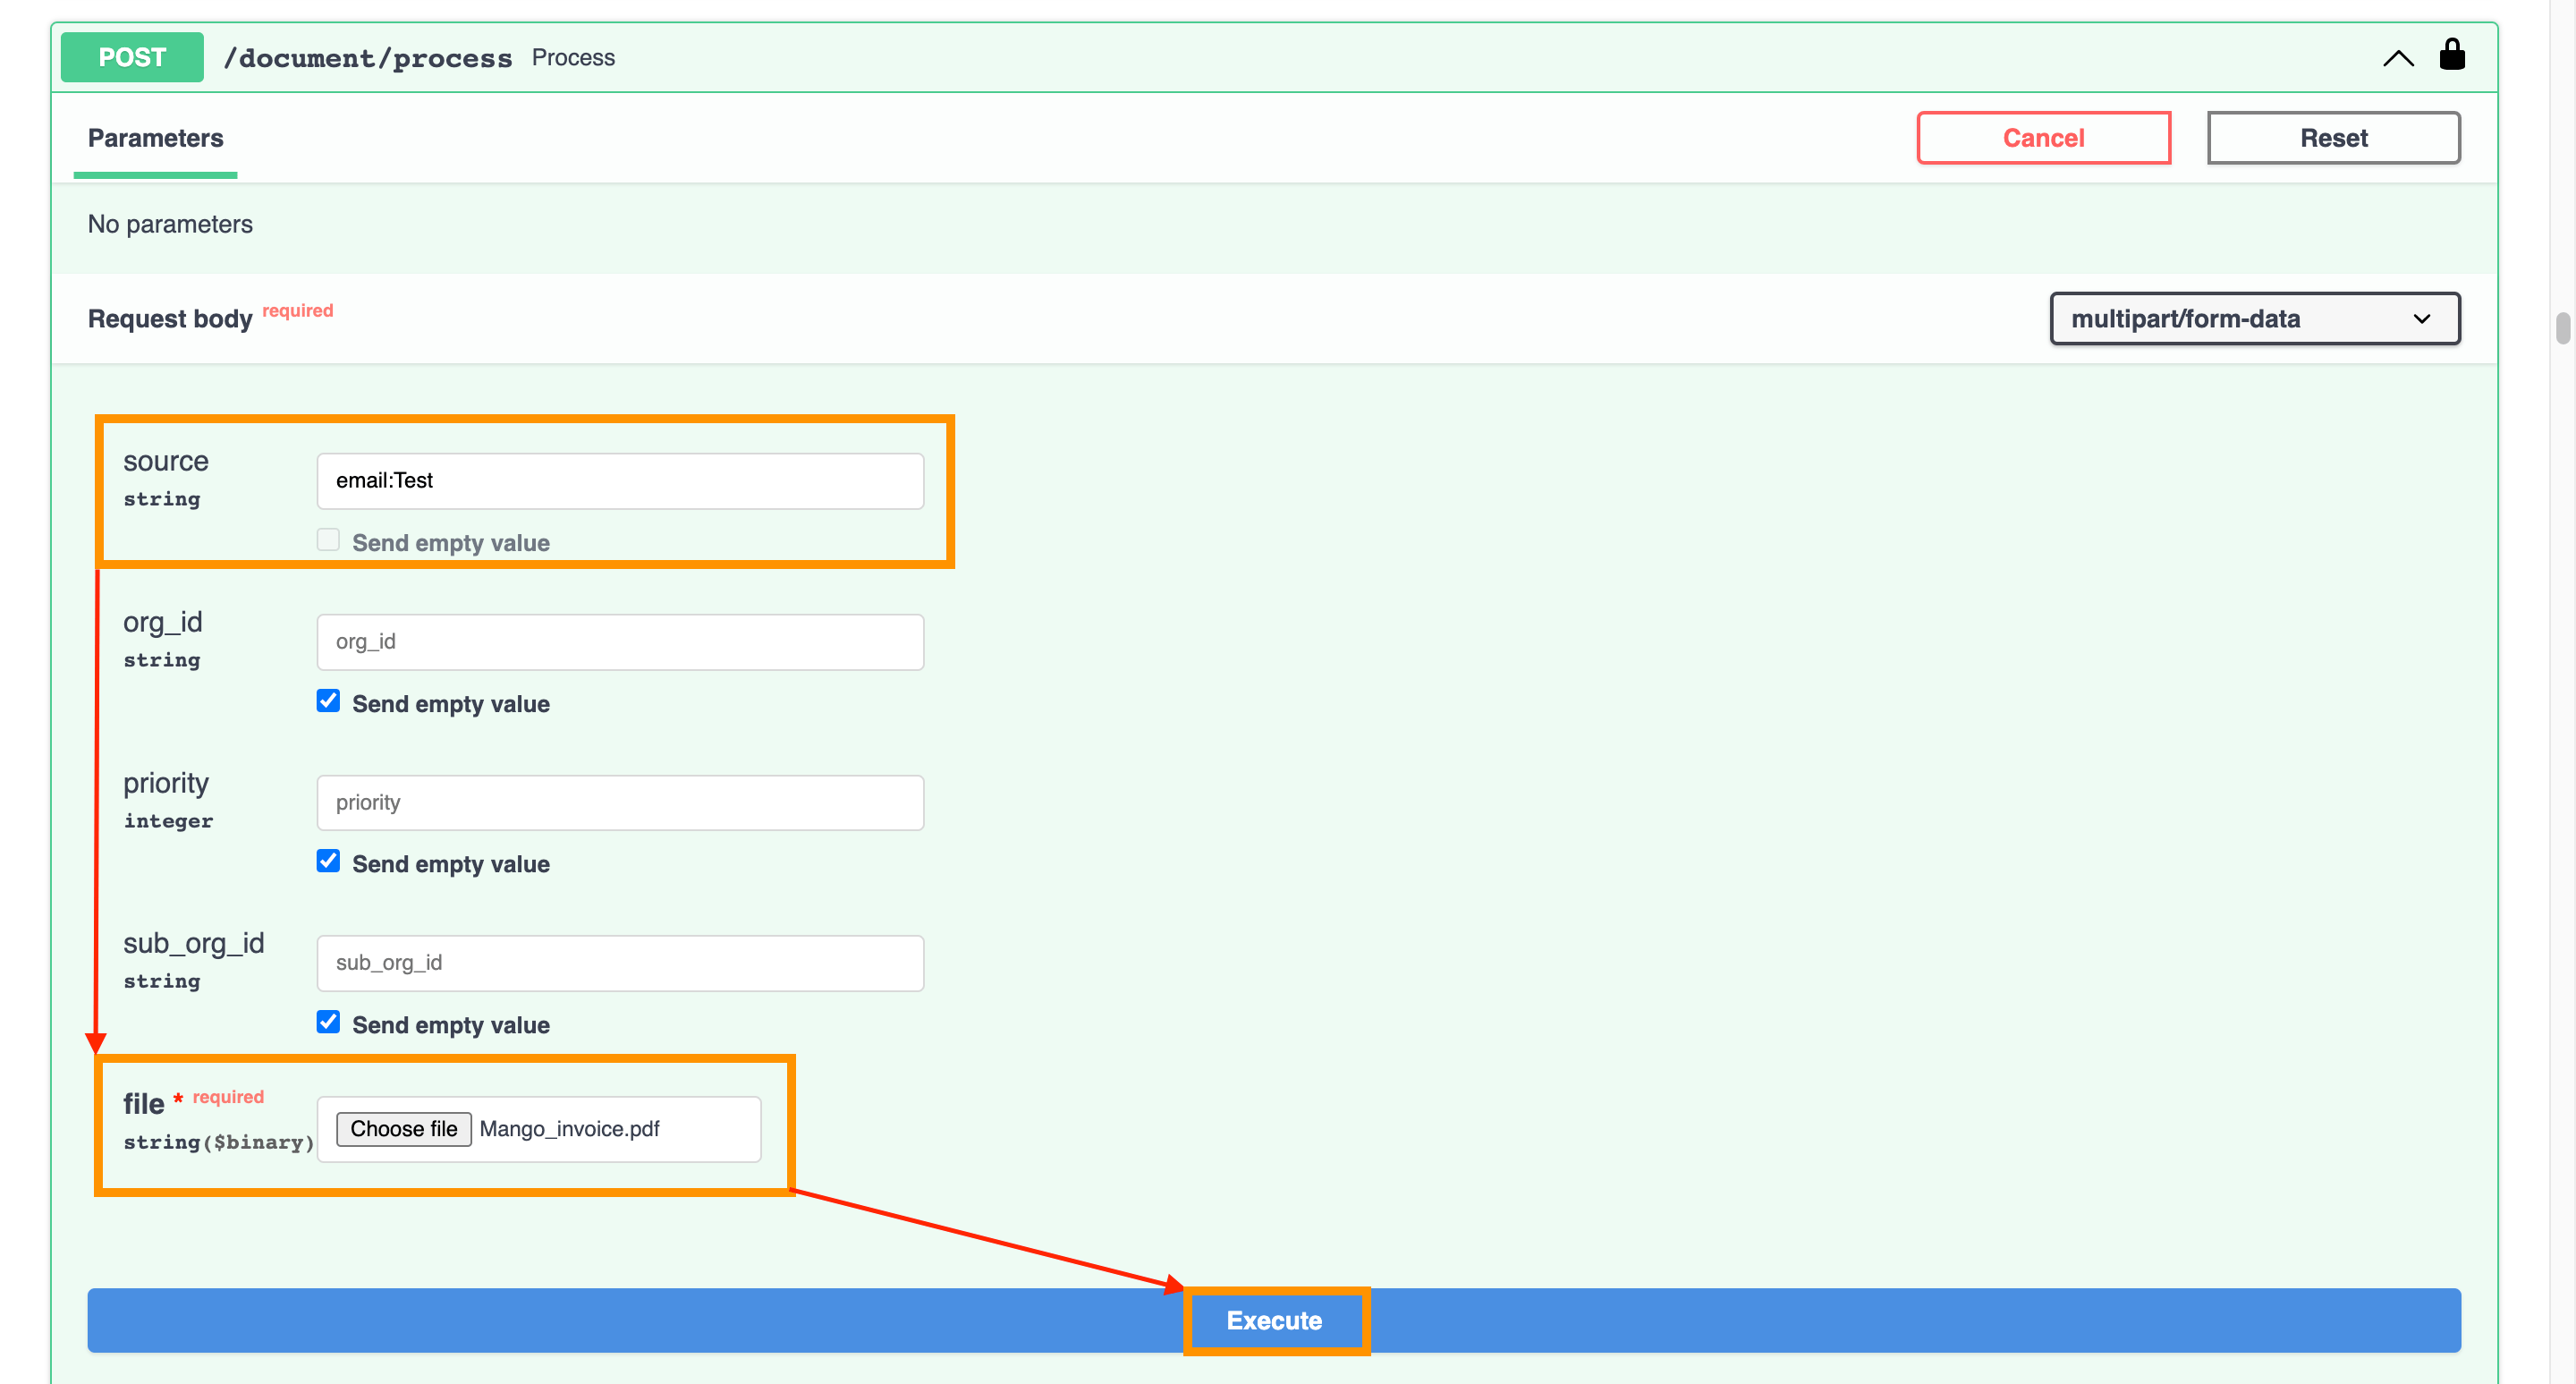 POST /document/process Process
Parameters
Cancel
Reset
No parameters
Request body required
multipart/form-data
source
string
email:Test
Send empty value
org_id
string
org_id
Send empty value
priority
integer
priority
Send empty value
sub_org_id
string
sub_org_id
Send empty value
file * required
string($binary)
Choose file Mango_invoice.pdf
Execute